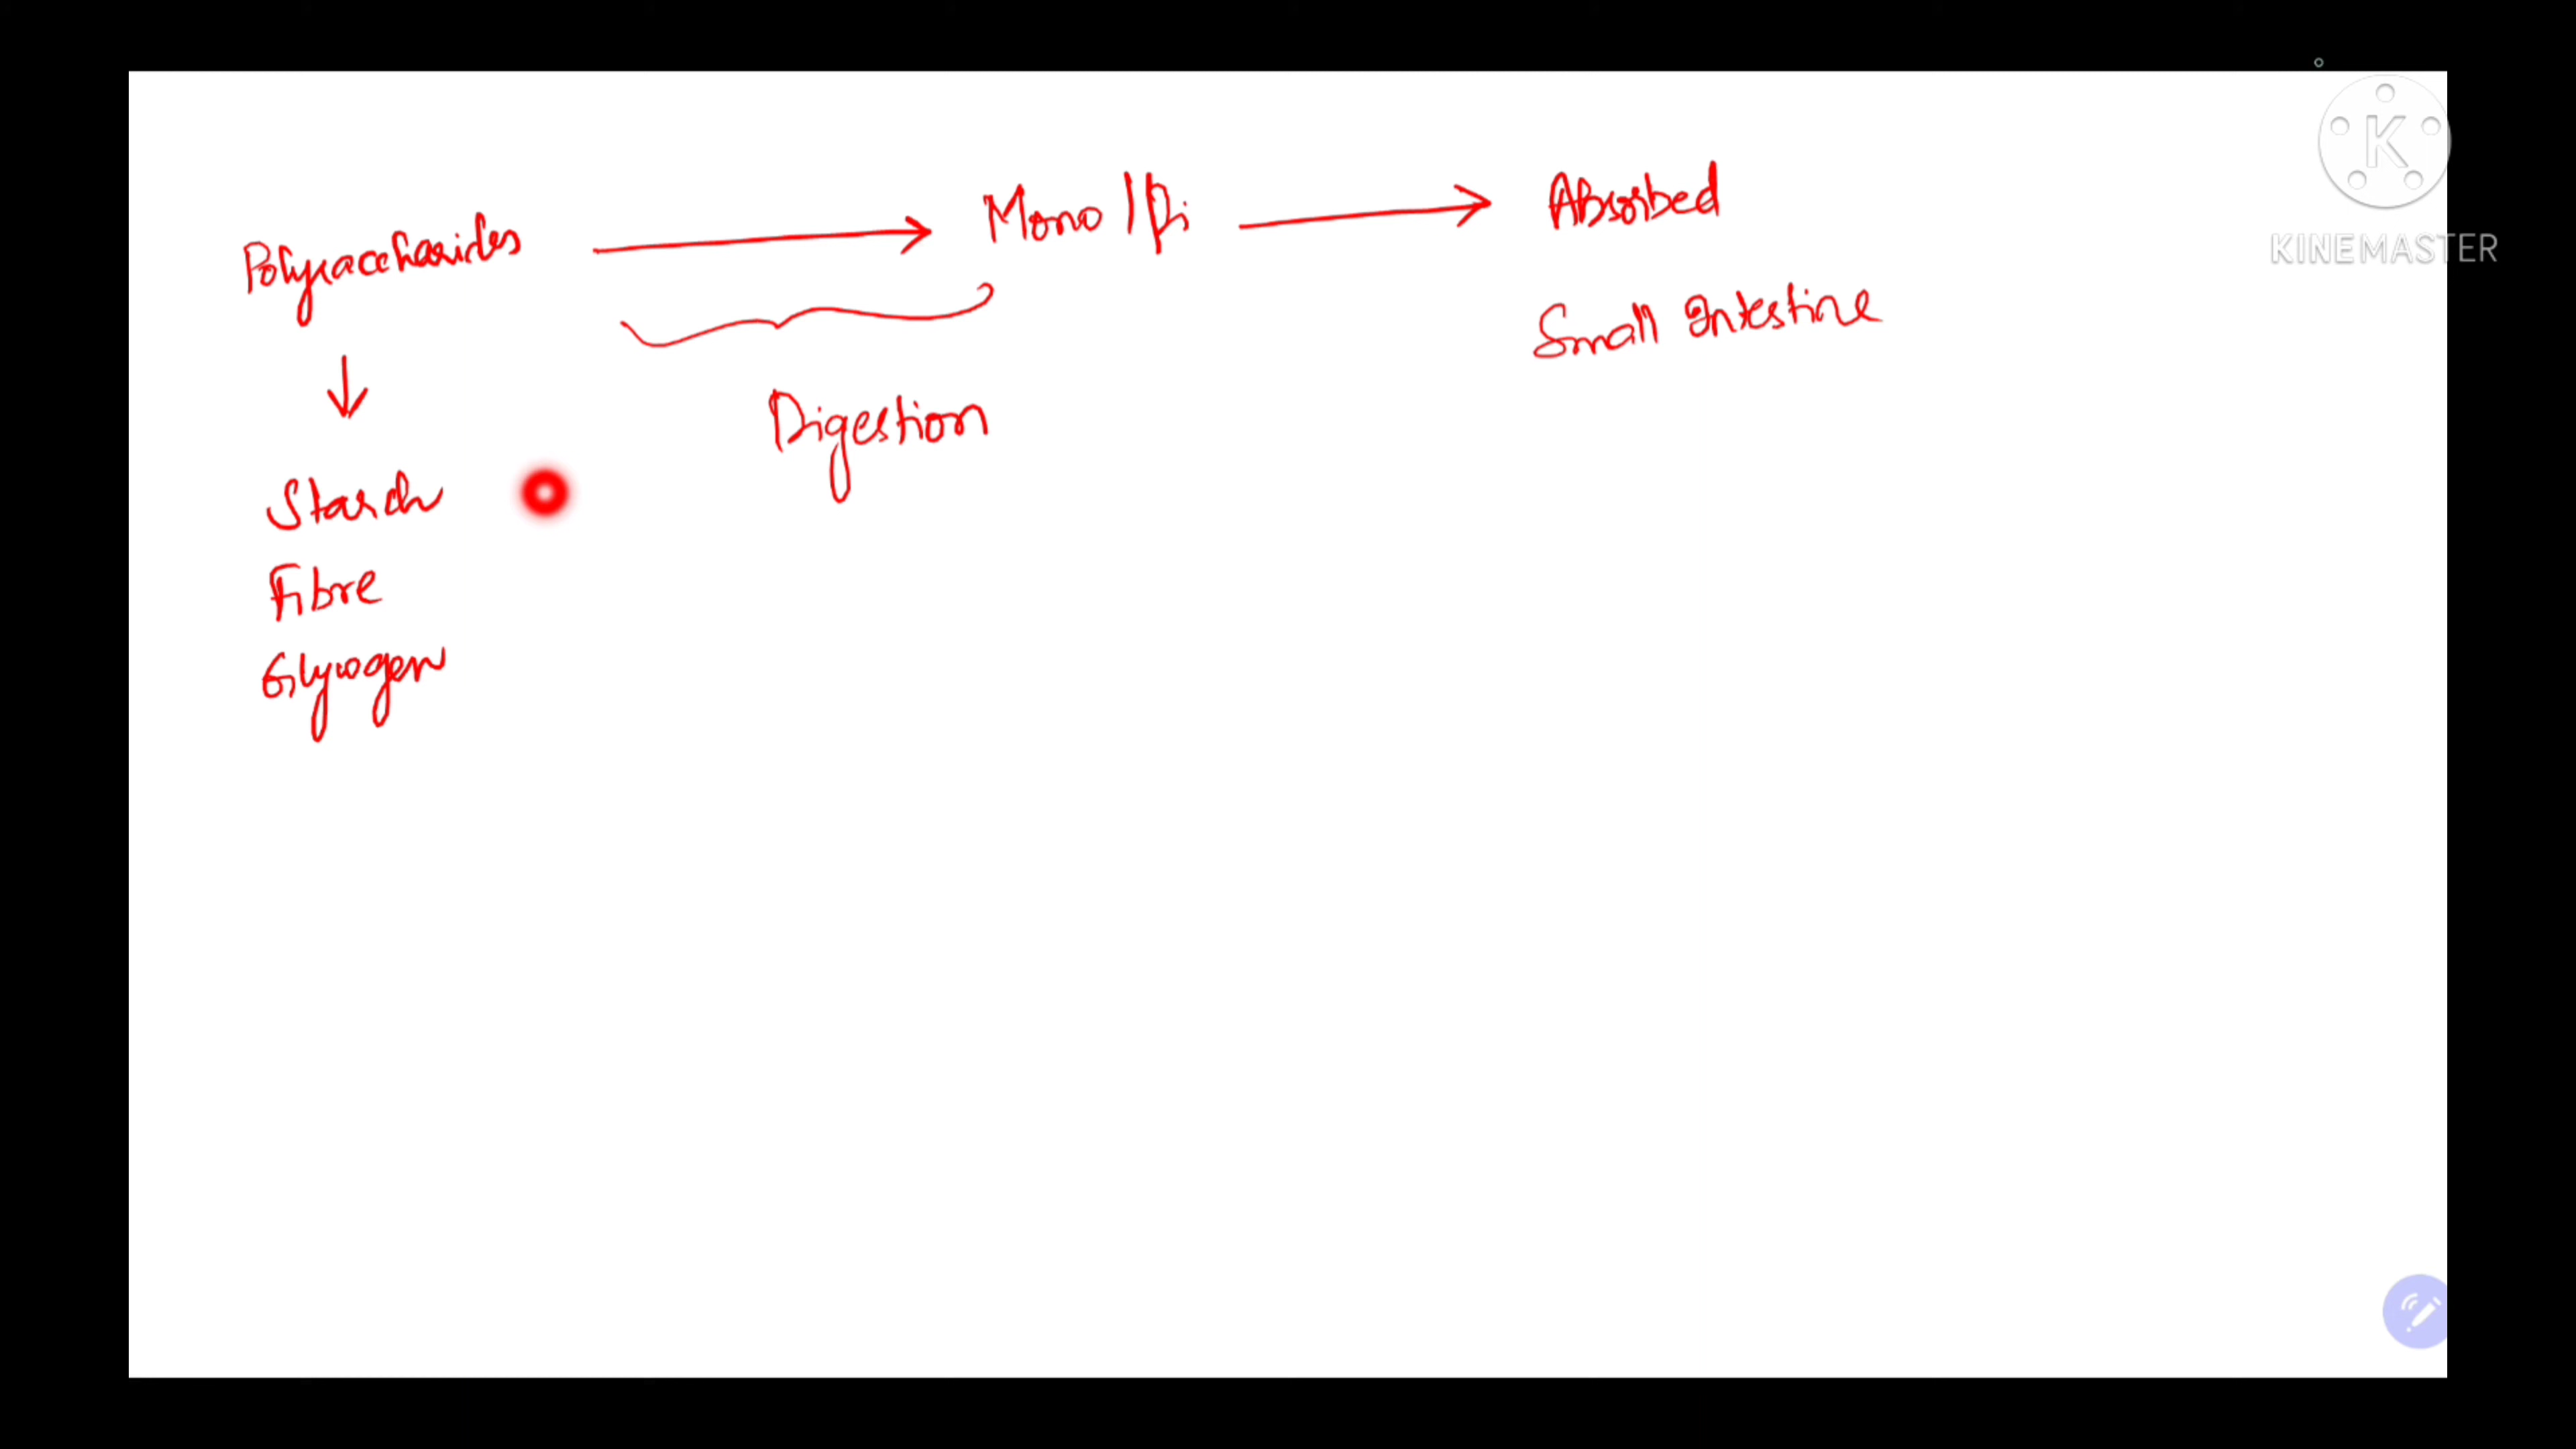 Polysaccharides → Mono / Di → Absorbed
Small Intestine
Digestion
Starch
Fibre
Glycogen
K
KINEMASTER